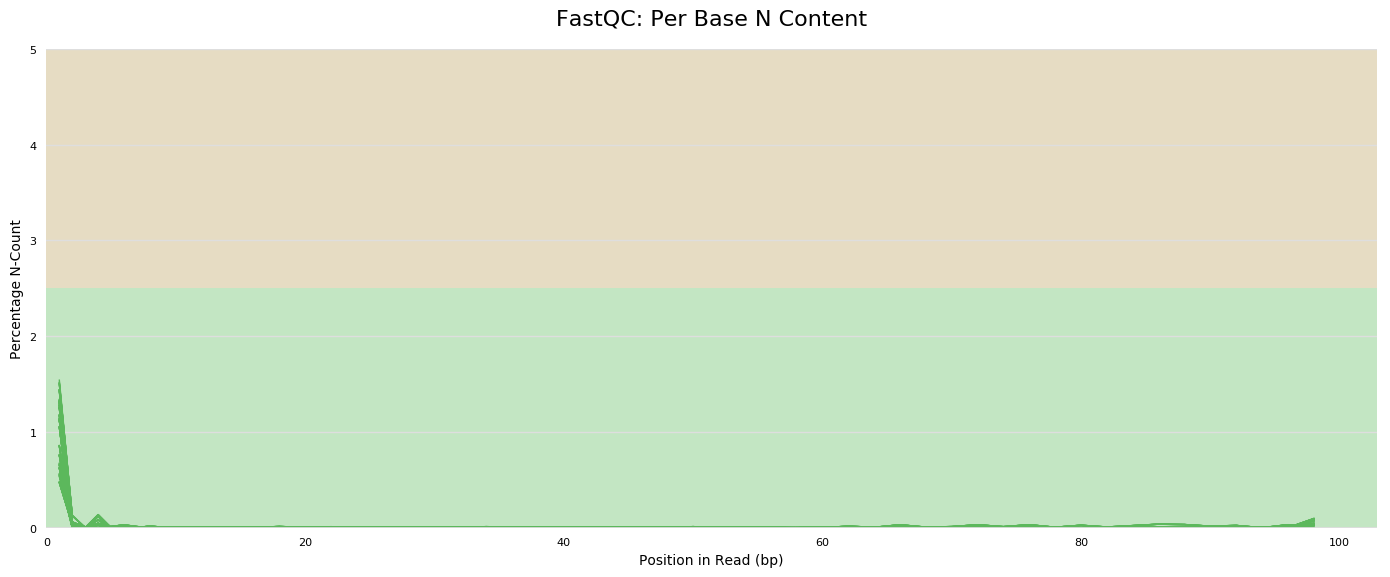 FastQC: Per Base N Content
5
4
3
2
1
0
Percentage N-Count
0 20 40 60 80 100
Position in Read (bp)